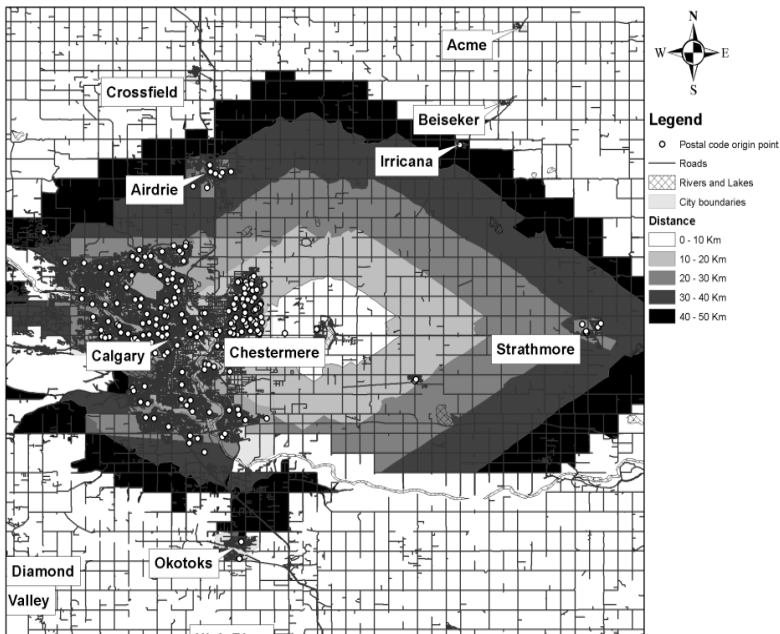 Acme
Crossfield
Beiseker
Irricana
Airdrie
Calgary
Chestermere
Strathmore
Okotoks
Diamond
Valley
N
W
E
S
Legend
Postal code origin point
Roads
Rivers and Lakes
City boundaries
Distance
0 - 10 Km
10 - 20 Km
20 - 30 Km
30 - 40 Km
40 - 50 Km